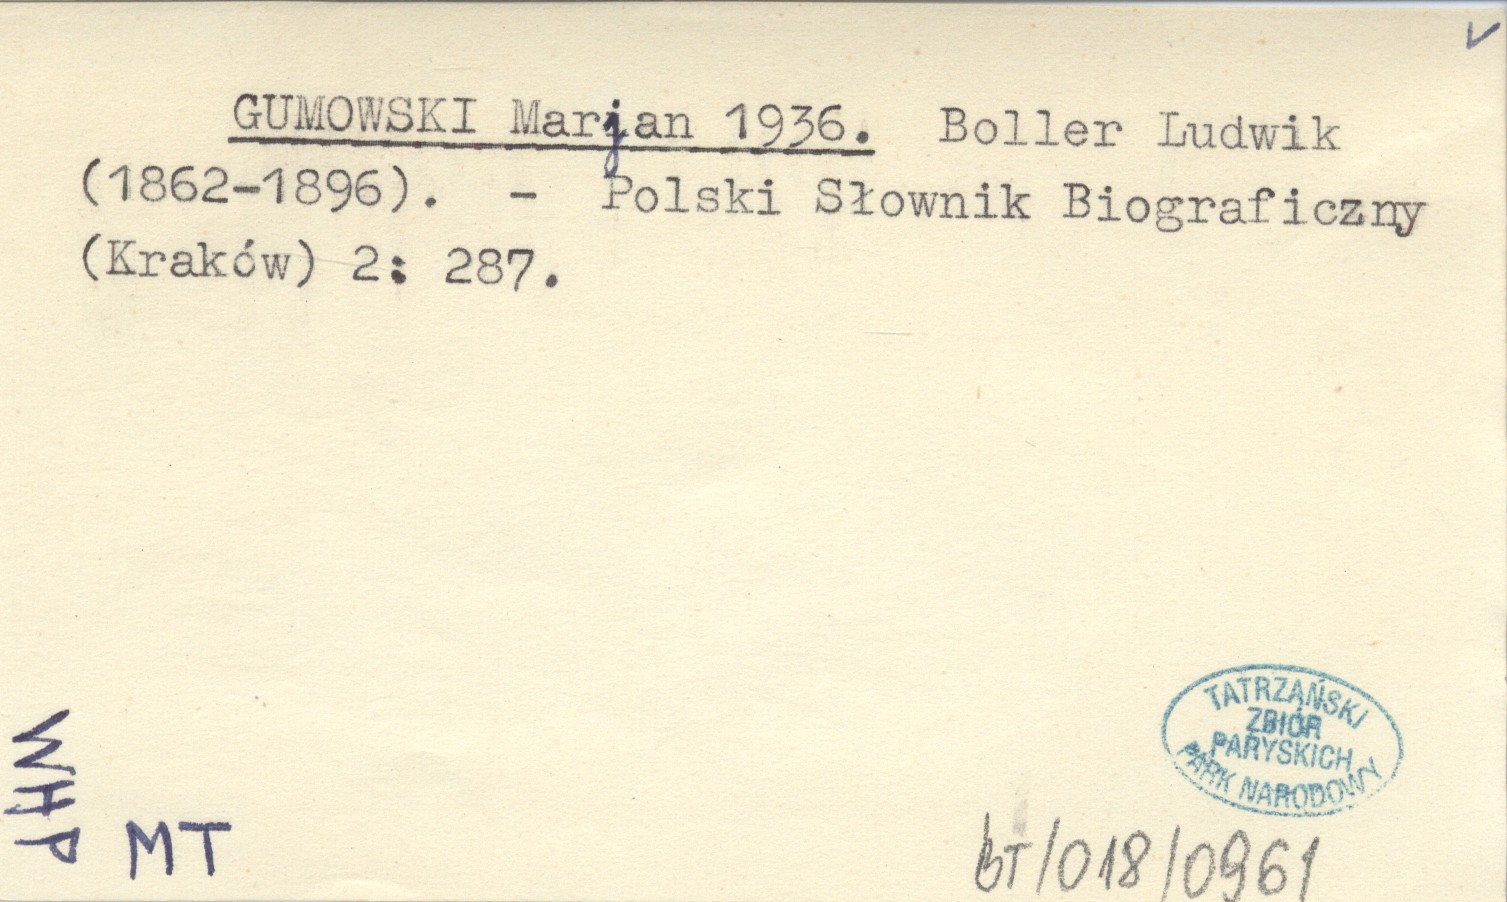 ✓
GUMOWSKI Marjan 1936. Boller Ludwik
(1862-1896). - Polski Słownik Biograficzny
(Kraków) 2: 287.
TATRZAŃSKI
ZBIÓR
PARYSKICH
PARK NARODOWY
WHP
MT
BT/018/0961